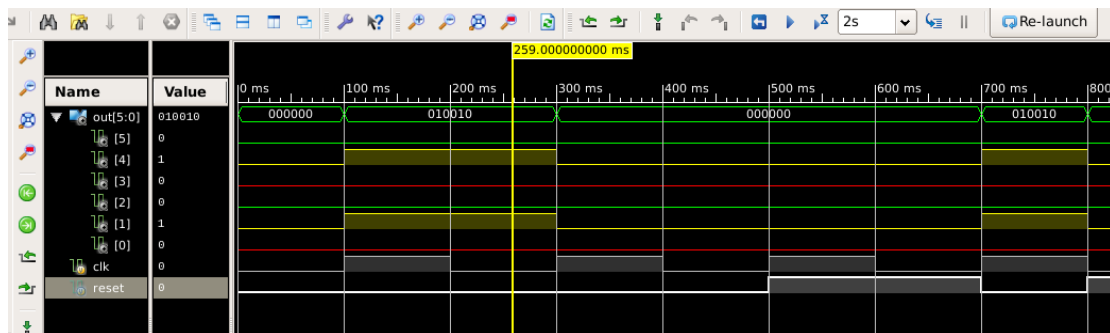 2s Re-launch
259.000000000 ms
Name Value 0 ms 100 ms 200 ms 300 ms 400 ms 500 ms 600 ms 700 ms 800
out[5:0] 010010 000000 010010 000000 010010
[5] 0
[4] 1
[3] 0
[2] 0
[1] 1
[0] 0
clk 0
reset 0